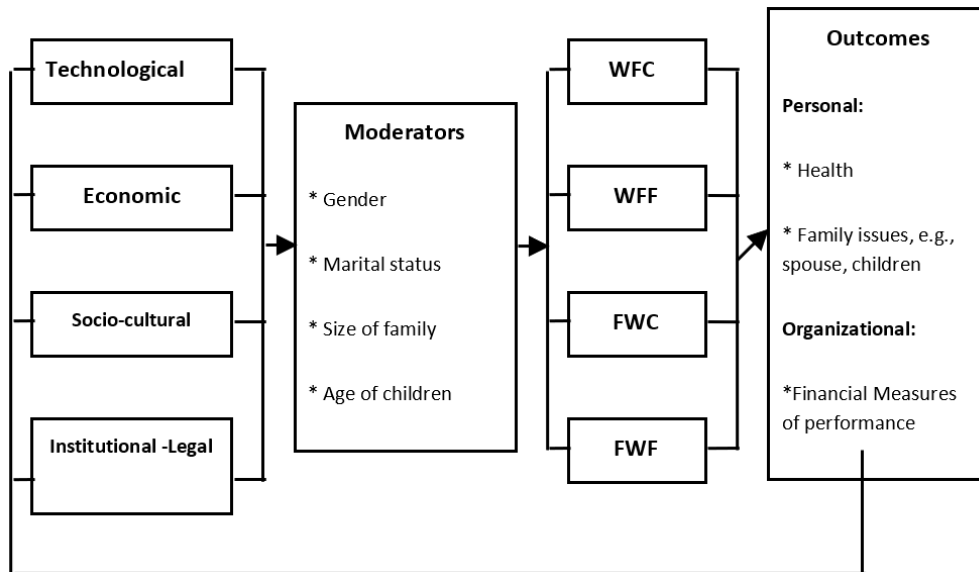 Technological
Economic
Socio-cultural
Institutional -Legal
Moderators
* Gender
* Marital status
* Size of family
* Age of children
WFC
WFF
FWC
FWF
Outcomes
Personal:
* Health
* Family issues, e.g.,
spouse, children
Organizational:
*Financial Measures
of performance